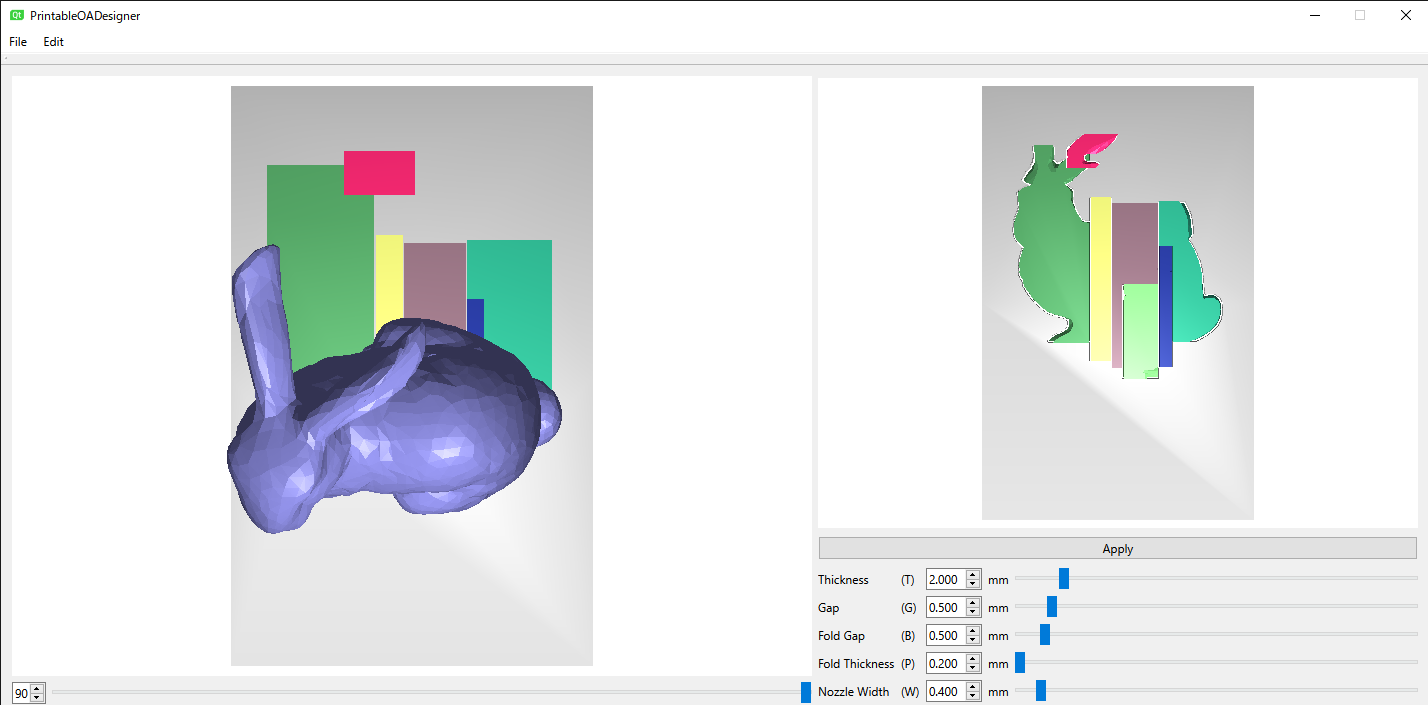 Qt PrintableOADesigner
File Edit
Apply
Thickness (T) 2.000 mm
Gap (G) 0.500 mm
Fold Gap (B) 0.500 mm
Fold Thickness (P) 0.200 mm
90 Nozzle Width (W) 0.400 mm